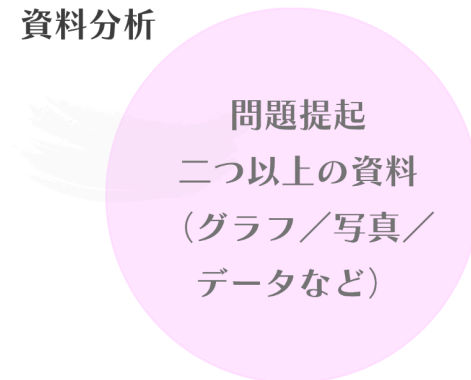 資料分析
問題提起
二つ以上の資料
（グラフ／写真／
データなど）